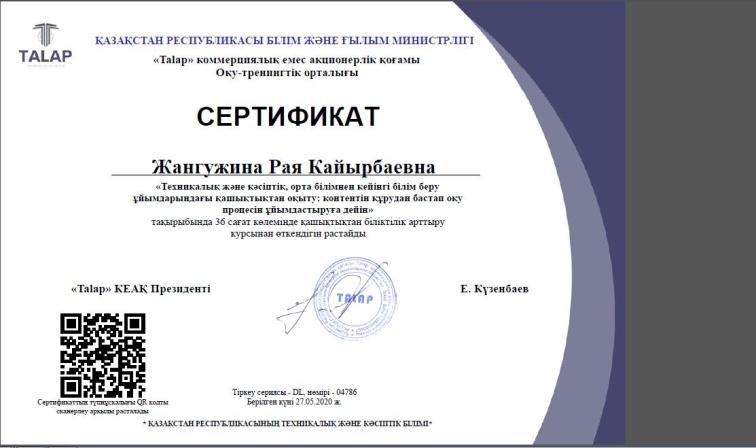 TALAP
ҚАЗАҚСТАН РЕСПУБЛИКАСЫ БІЛІМ ЖӘНЕ ҒЫЛЫМ МИНИСТРЛІГІ
«Talap» коммерциялық емес акционерлік қоғамы
Оқу-тренингтік орталығы
СЕРТИФИКАТ
Жангужина Рая Кайырбаевна
«Техникалық және кәсіптік, орта білімнен кейінгі білім беру
ұйымдарындағы қашықтықтан оқыту: контентін құрудан бастап оқу
процесін ұйымдастыруға дейін»
тақырыбында 36 сағат көлемінде қашықтықтан біліктілік арттыру
курсынан өткендігін растайды
«Talap» КЕАҚ Президенті
TALAP
Е. Күзенбаев
Сертификаттың түпнұсқалығы QR кодты
сканерлеу арқылы расталады
Тіркеу сериясы - DL, немірі - 04786
Берілген күні 27.05.2020 ж.
* ҚАЗАҚСТАН РЕСПУБЛИКАСЫНЫҢ ТЕХНИКАЛЫҚ ЖӘНЕ КӘСІПТІК БІЛІМІ*